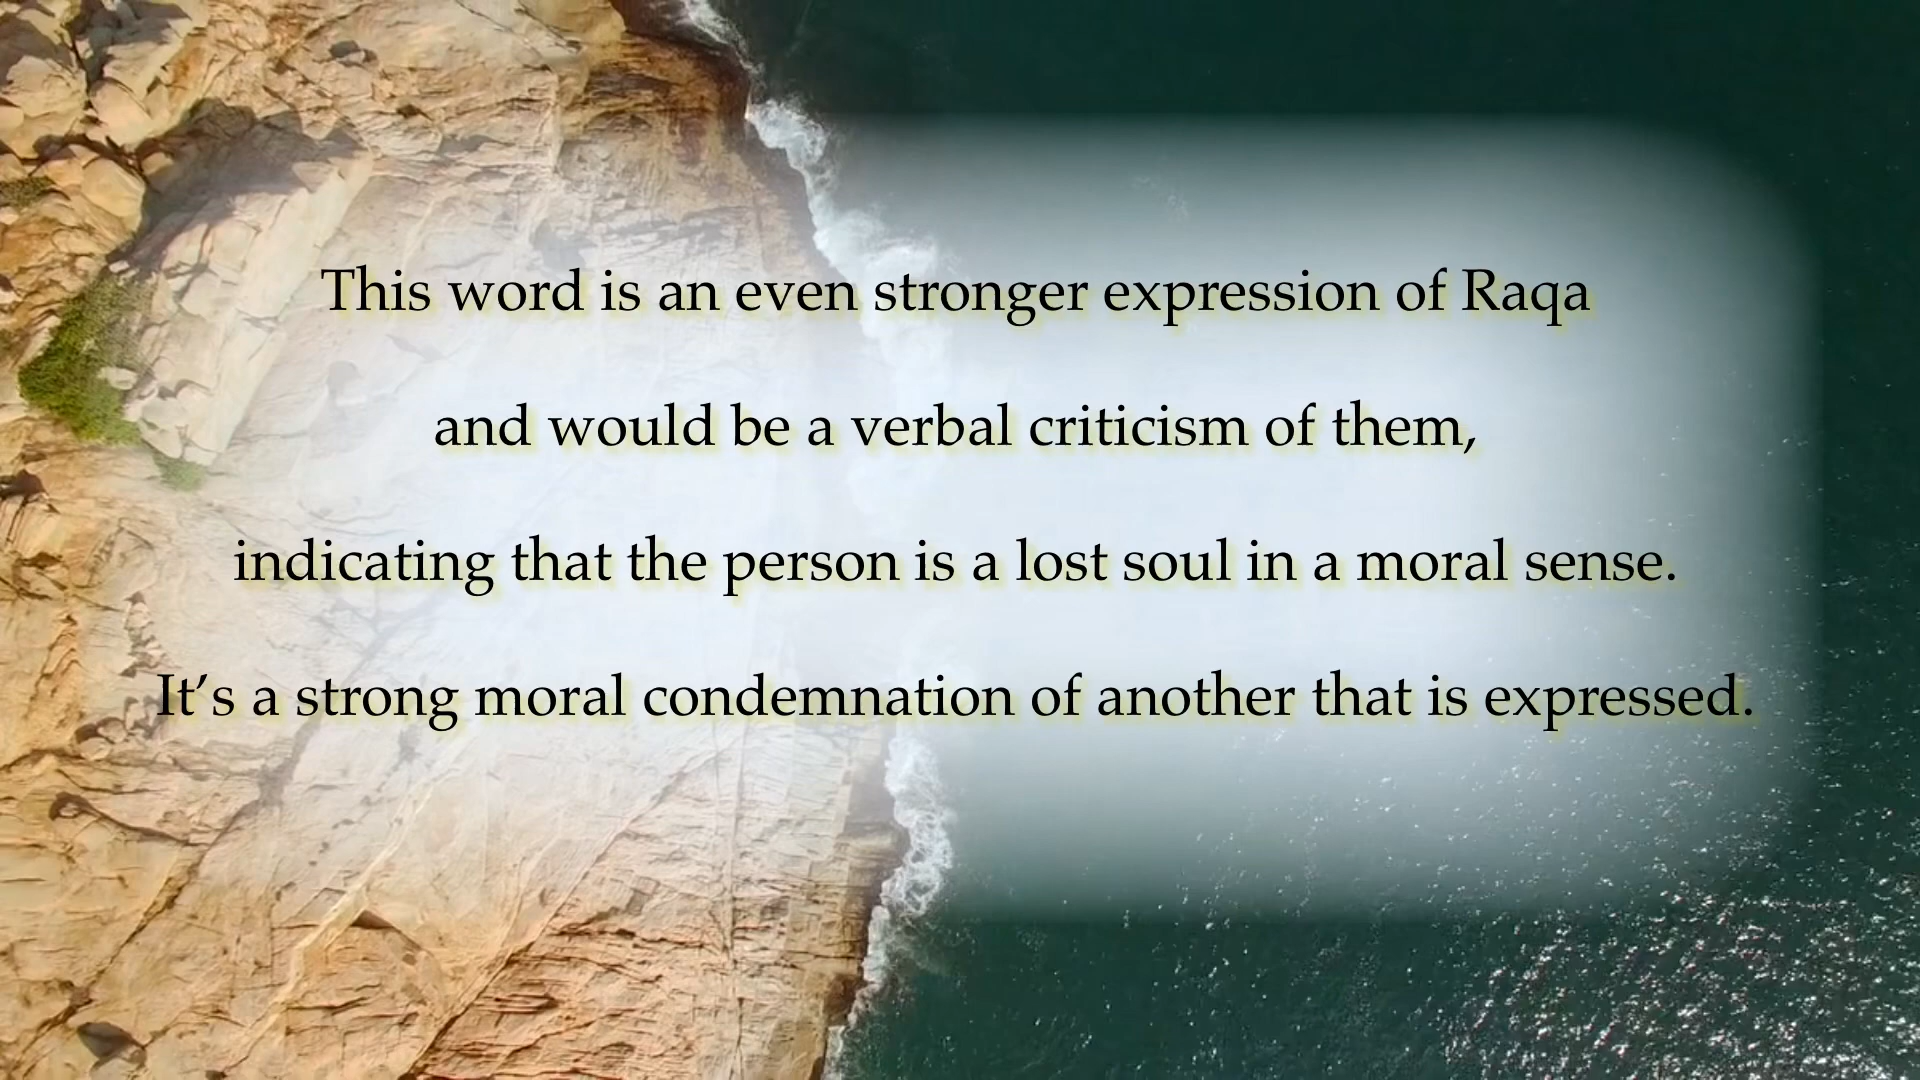 This word is an even stronger expression of Raqa
and would be a verbal criticism of them,
indicating that the person is a lost soul in a moral sense.
It’s a strong moral condemnation of another that is expressed.